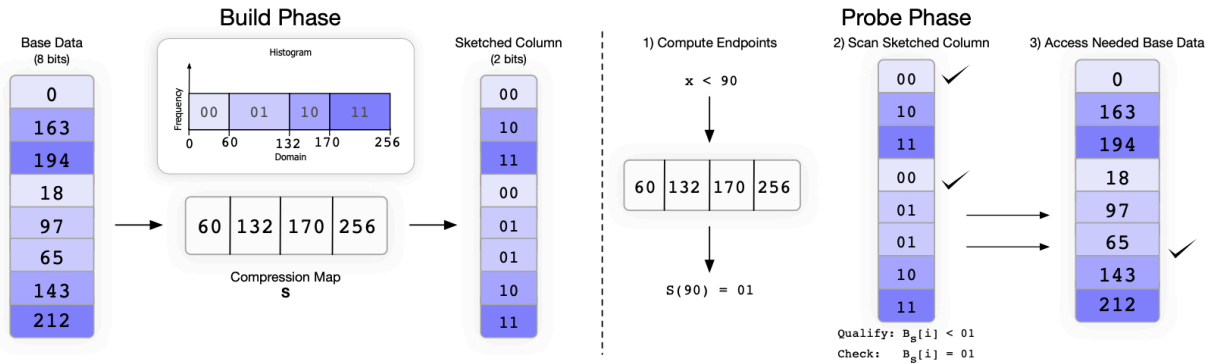 Build Phase
Base Data
(8 bits)
0
163
194
18
97
65
143
212
Histogram
Frequency
00 01 10 11
0 60 132 170 256
Domain
60 132 170 256
Compression Map
S
Sketched Column
(2 bits)
00
10
11
00
01
01
10
11
Probe Phase
1) Compute Endpoints
x < 90
60 132 170 256
S(90) = 01
2) Scan Sketched Column
00
10
11
00
01
01
10
11
Qualify: Bs[i] < 01
Check: Bs[i] = 01
3) Access Needed Base Data
0
163
194
18
97
65
143
212